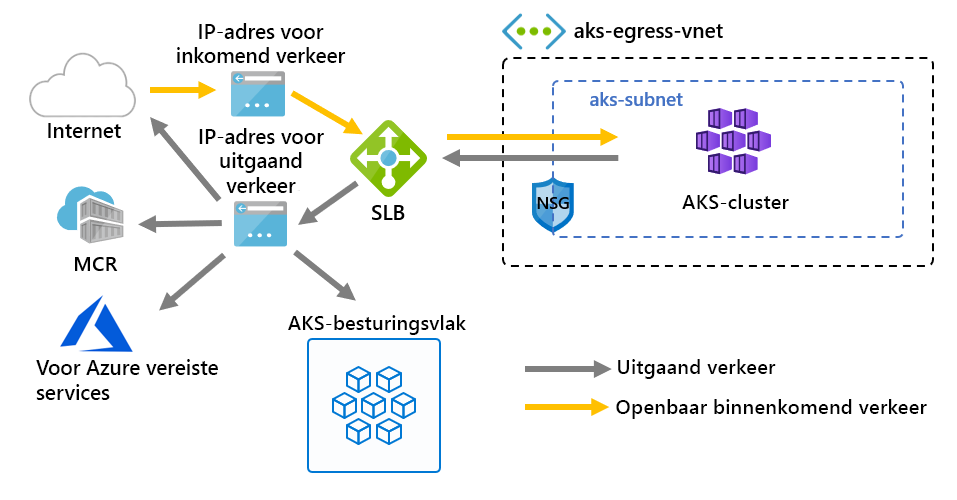 IP-adres voor
inkomend verkeer
aks-egress-vnet
aks-subnet
Internet
IP-adres voor
uitgaand
verkeer
SLB
NSG
AKS-cluster
MCR
AKS-besturingsvlak
Voor Azure vereiste
services
Uitgaand verkeer
Openbaar binnenkomend verkeer